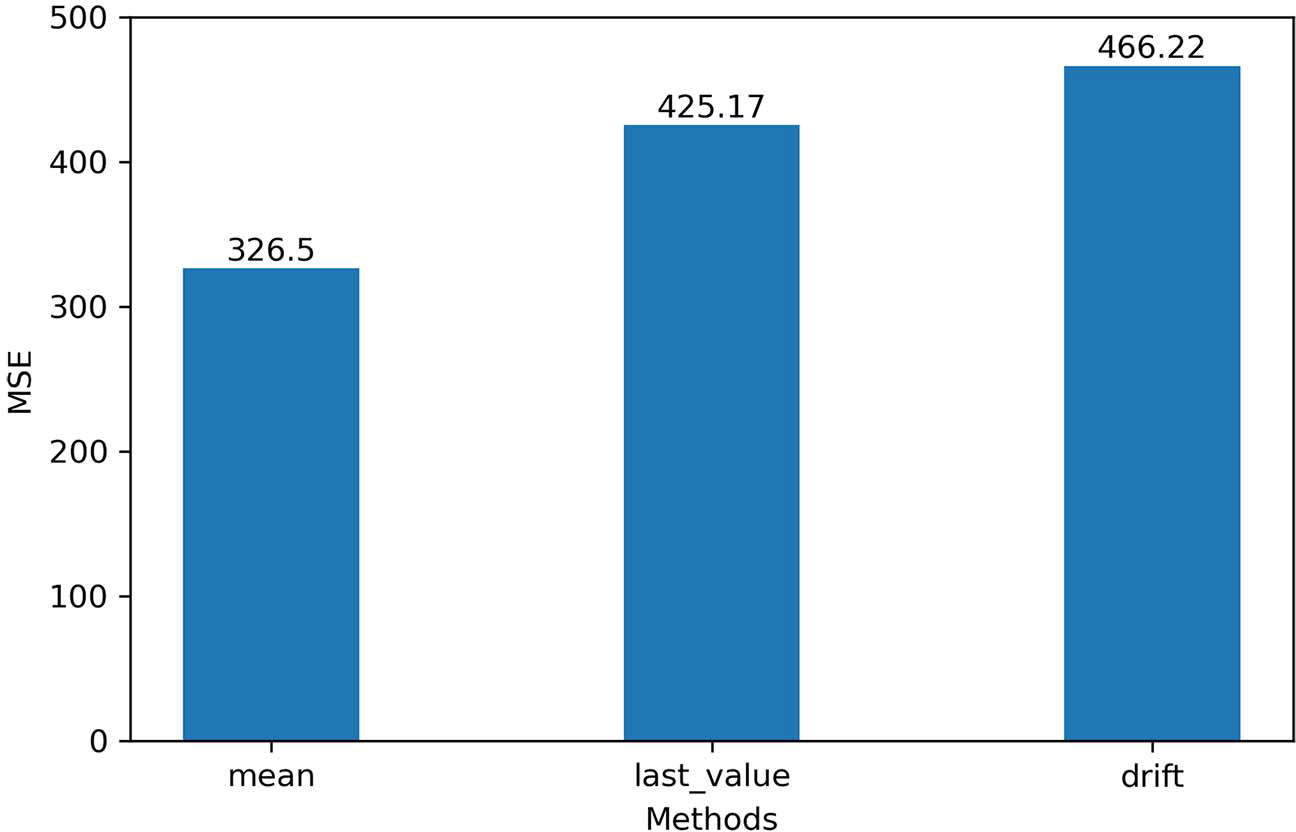 500
400
300
200
100
0
MSE
326.5
425.17
466.22
mean
last_value
drift
Methods